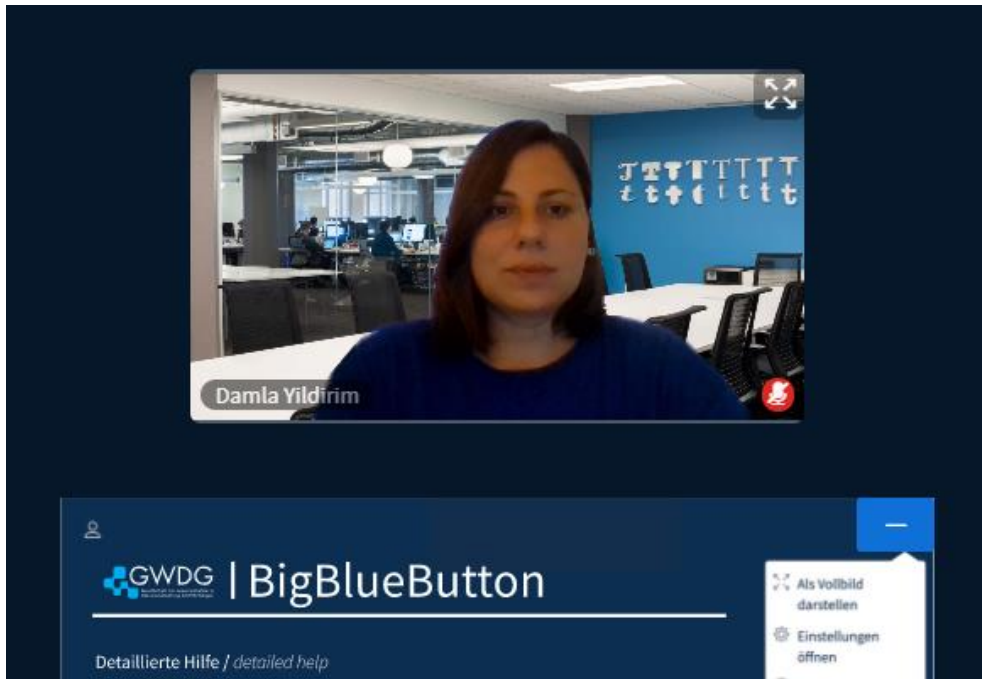 J T T T T T T T T
t t t t t t t t
Damla Yildirim
GWDG | BigBlueButton
Als Vollbild
darstellen
Einstellungen
öffnen
Detaillierte Hilfe / detailed help